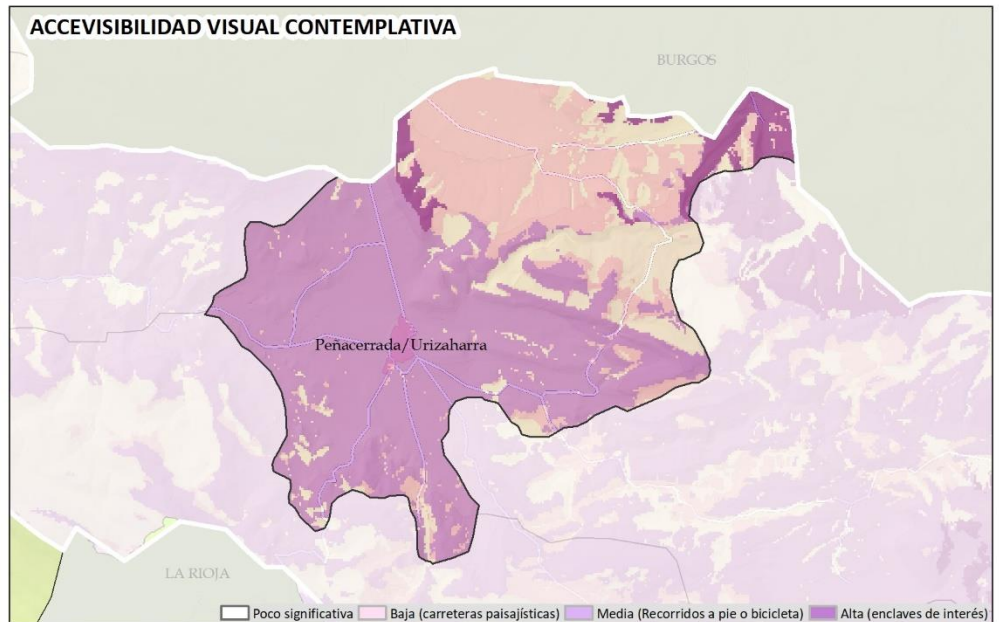 ACCEVISIBILIDAD VISUAL CONTEMPLATIVA
BURGOS
Peñacerrada/Urizaharra
LA RIOJA
Poco significativa Baja (carreteras paisajísticas) Media (Recorridos a pie o bicicleta) Alta (enclaves de interés)